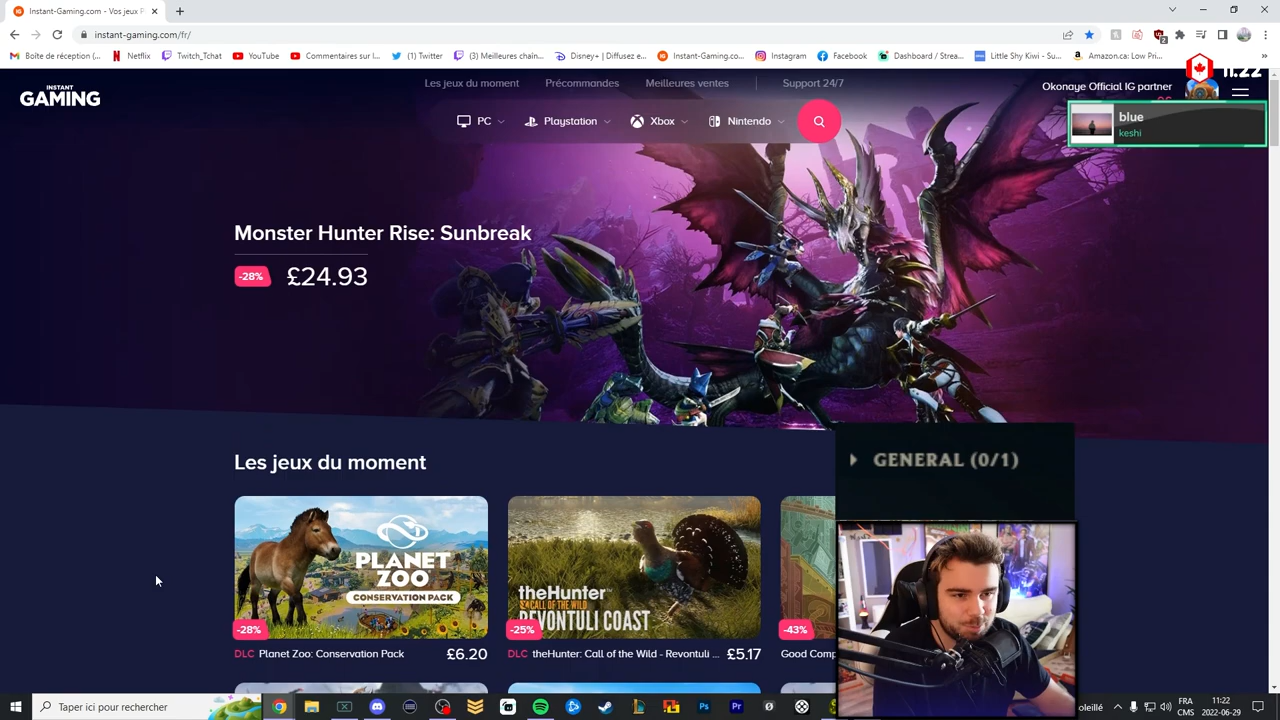 Instant-Gaming.com - Vos jeux P
instant-gaming.com/fr/
Boîte de réception (...
Netflix
Twitch_Tchat
YouTube
Commentaires sur l...
(1) Twitter
(3) Meilleures chaîn...
Disney+ | Diffusez e...
Instant-Gaming.co...
Instagram
Facebook
Dashboard / Strea...
Little Shy Kiwi - Su...
Amazon.ca: Low Pri...
»
INSTANT
GAMING
Les jeux du moment
Précommandes
Meilleures ventes
Support 24/7
Okonaye Official IG partner
11:22
PC
Playstation
Xbox
Nintendo
blue
keshi
Monster Hunter Rise: Sunbreak
-28%
£24.93
Les jeux du moment
GENERAL (0/1)
PLANET
ZOO
CONSERVATION PACK
theHunter
CALL OF THE WILD
REVONTULI COAST
-28%
-25%
-43%
DLC Planet Zoo: Conservation Pack
£6.20
DLC theHunter: Call of the Wild - Revontuli ...
£5.17
Good Comp
Taper ici pour rechercher
Ps
Pr
oleillé
FRA
CMS
11:22
2022-06-29